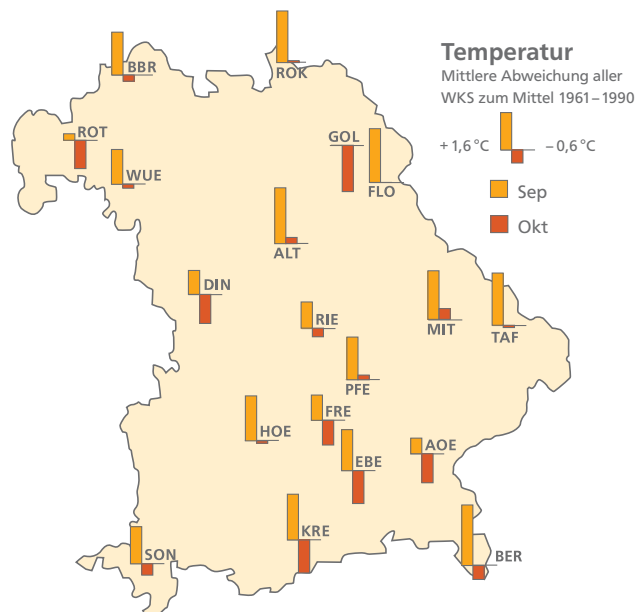 Temperatur
Mittlere Abweichung aller
WKS zum Mittel 1961–1990
+1,6 °C
–0,6 °C
Sep
Okt
BBR
ROK
ROT
GOL
WUE
FLO
ALT
DIN
RIE
MIT
TAF
PFE
FRE
HOE
AOE
EBE
KRE
SON
BER